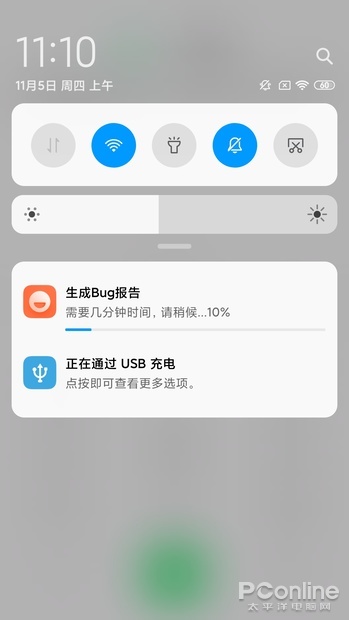 11:10
11月5日 周四 上午
60
生成Bug报告
需要几分钟时间，请稍候...10%
正在通过 USB 充电
点按即可查看更多选项。
PConline
太平洋电脑网